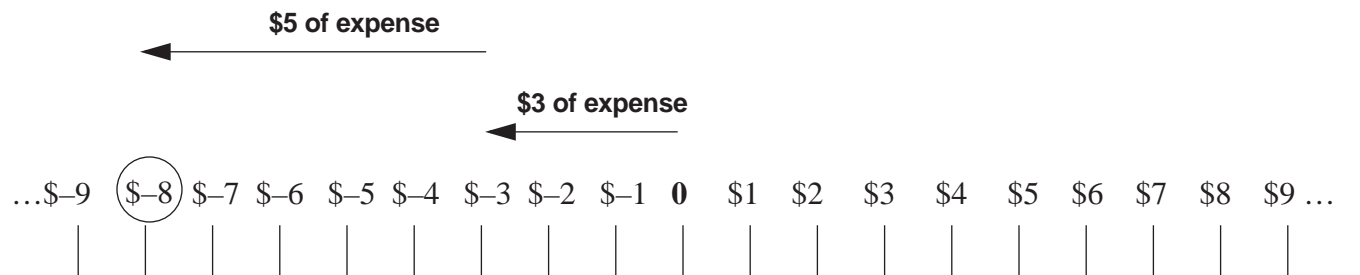 $5 of expense
$3 of expense
…$–9 $–8 $–7 $–6 $–5 $–4 $–3 $–2 $–1 0 $1 $2 $3 $4 $5 $6 $7 $8 $9 …